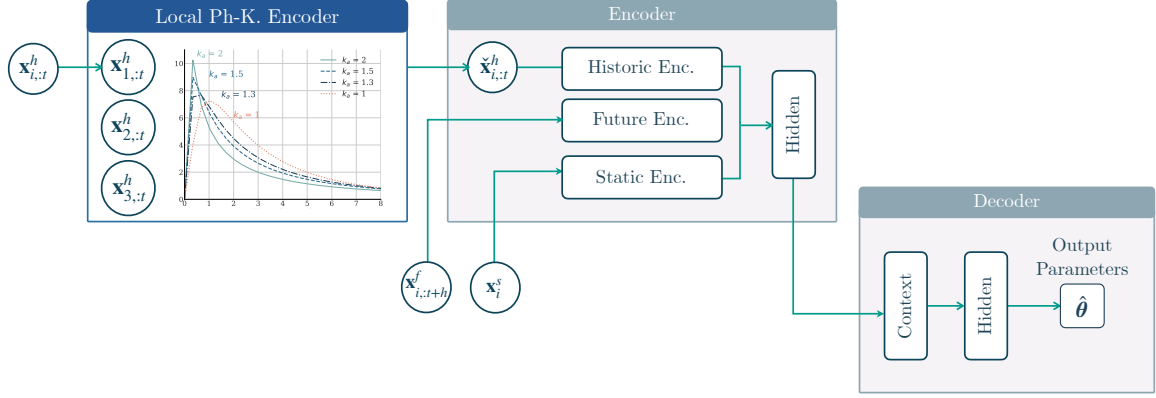 Local Ph-K. Encoder
Encoder
𝐱^h_{i,:t}
𝐱^h_{1,:t}
𝐱^h_{2,:t}
𝐱^h_{3,:t}
k_a = 2
k_a = 1.5
k_a = 1.3
k_a = 1
k_a = 2
k_a = 1.5
k_a = 1.3
k_a = 1
10
8
6
4
2
0
0 1 2 3 4 5 6 7 8
𝐱̌^h_{i,:t}
Historic Enc.
Future Enc.
Static Enc.
Hidden
𝐱^f_{i,:t+h}
𝐱^s_i
Decoder
Context
Hidden
Output
Parameters
𝜽̂